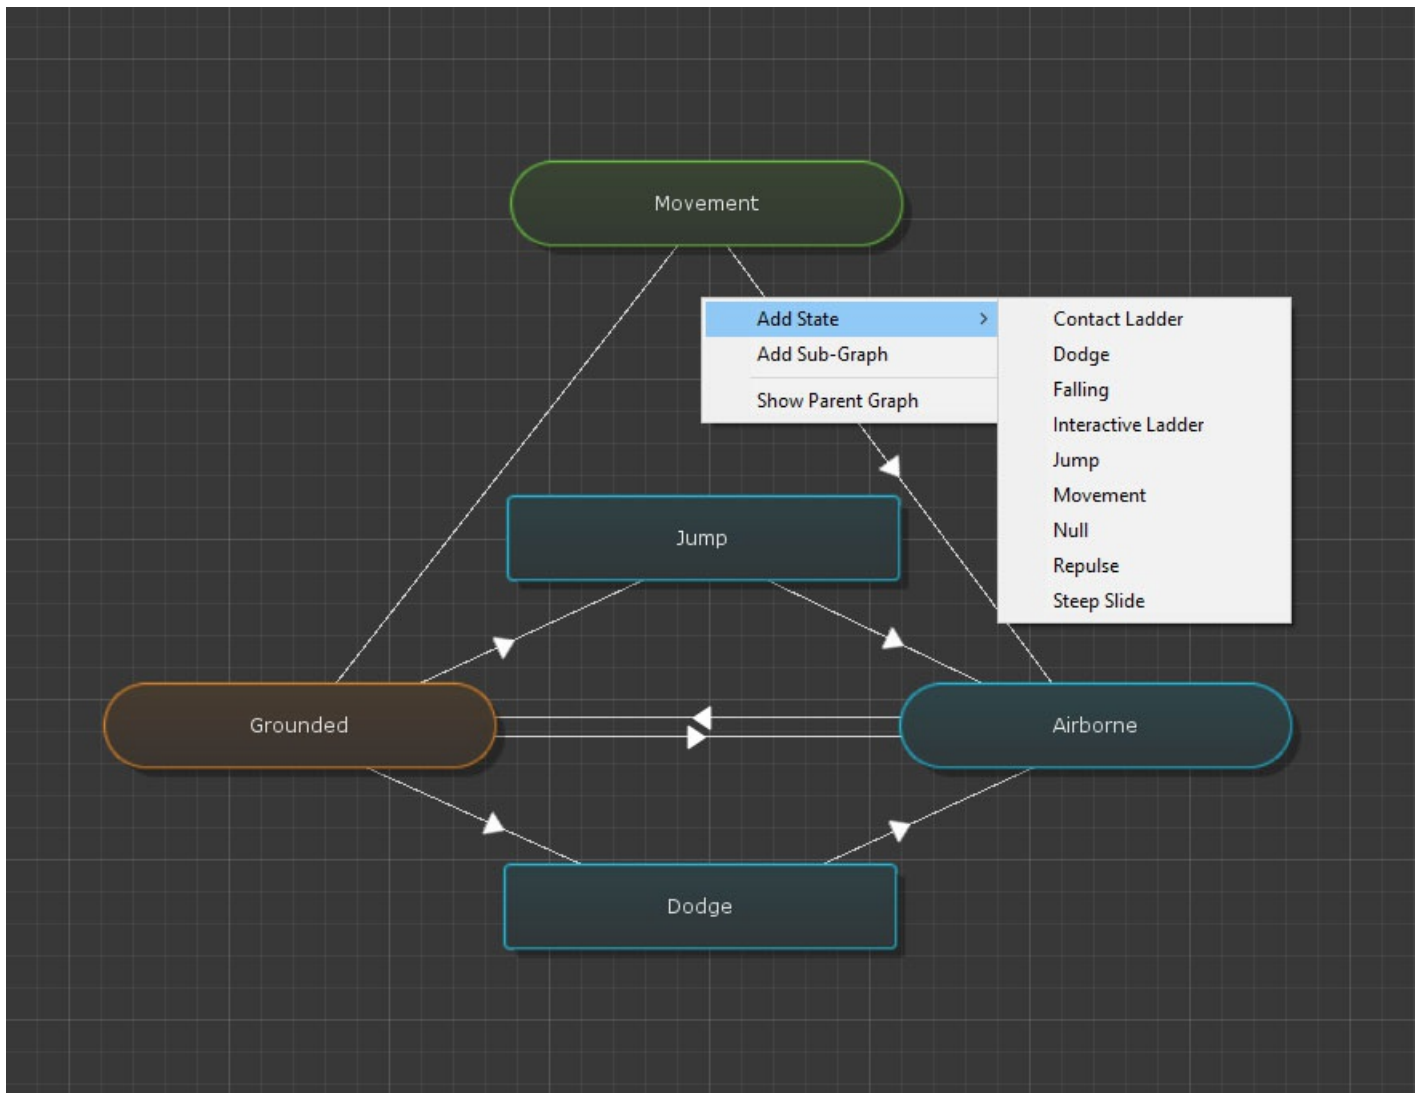 Movement
Add State
Add Sub-Graph
Show Parent Graph
Contact Ladder
Dodge
Falling
Interactive Ladder
Jump
Movement
Null
Repulse
Steep Slide
Jump
Grounded
Airborne
Dodge